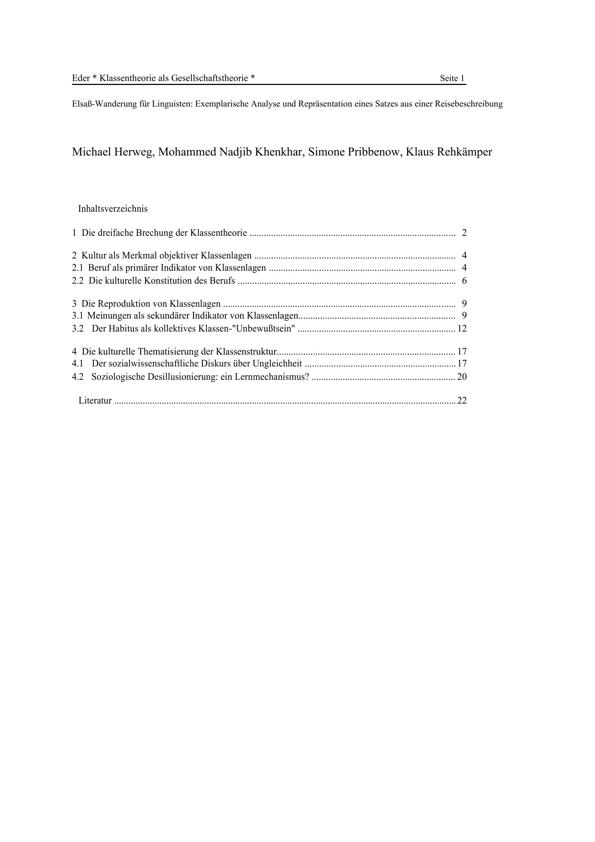 Eder * Klassentheorie als Gesellschaftstheorie * Seite 1
Elsaß-Wanderung für Linguisten: Exemplarische Analyse und Repräsentation eines Satzes aus einer Reisebeschreibung
Michael Herweg, Mohammed Nadjib Khenkhar, Simone Pribbenow, Klaus Rehkämper
Inhaltsverzeichnis
1 Die dreifache Brechung der Klassentheorie .................................................................................... 2
2 Kultur als Merkmal objektiver Klassenlagen .................................................................................. 4
2.1 Beruf als primärer Indikator von Klassenlagen ............................................................................ 4
2.2 Die kulturelle Konstitution des Berufs ......................................................................................... 6
3 Die Reproduktion von Klassenlagen ............................................................................................... 9
3.1 Meinungen als sekundärer Indikator von Klassenlagen................................................................ 9
3.2 Der Habitus als kollektives Klassen-"Unbewußtsein" ................................................................ 12
4 Die kulturelle Thematisierung der Klassenstruktur......................................................................... 17
4.1 Der sozialwissenschaftliche Diskurs über Ungleichheit .............................................................. 17
4.2 Soziologische Desillusionierung: ein Lernmechanismus? ........................................................... 20
Literatur ............................................................................................................................................ 22